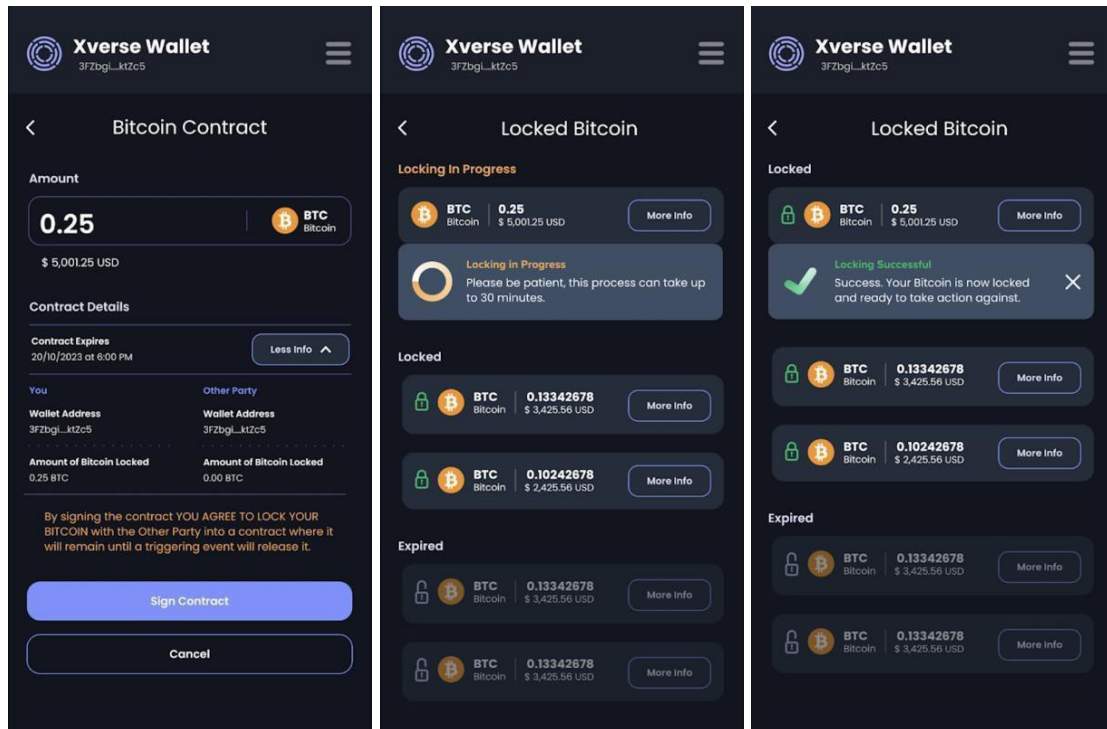 Xverse Wallet
3FZbgi...ktZc5
Bitcoin Contract
Amount
0.25
BTC
Bitcoin
$ 5,001.25 USD
Contract Details
Contract Expires
20/10/2023 at 6:00 PM
Less Info
You
Other Party
Wallet Address
Wallet Address
3FZbgi...ktZc5
3FZbgi...ktZc5
Amount of Bitcoin Locked
Amount of Bitcoin Locked
0.25 BTC
0.00 BTC
By signing the contract YOU AGREE TO LOCK YOUR
BITCOIN with the Other Party into a contract where it
will remain until a triggering event will release it.
Sign Contract
Cancel
Xverse Wallet
3FZbgi...ktZc5
Locked Bitcoin
Locking In Progress
BTC 0.25
Bitcoin $ 5,001.25 USD
More Info
Locking in Progress
Please be patient, this process can take up
to 30 minutes.
Locked
BTC 0.13342678
Bitcoin $ 3,425.56 USD
More Info
BTC 0.10242678
Bitcoin $ 2,425.56 USD
More Info
Expired
BTC 0.13342678
Bitcoin $ 3,425.56 USD
More Info
BTC 0.13342678
Bitcoin $ 3,425.56 USD
More Info
Xverse Wallet
3FZbgi...ktZc5
Locked Bitcoin
Locked
BTC 0.25
Bitcoin $ 5,001.25 USD
More Info
Locking Successful
Success. Your Bitcoin is now locked
and ready to take action against.
BTC 0.13342678
Bitcoin $ 3,425.56 USD
More Info
BTC 0.10242678
Bitcoin $ 2,425.56 USD
More Info
Expired
BTC 0.13342678
Bitcoin $ 3,425.56 USD
More Info
BTC 0.13342678
Bitcoin $ 3,425.56 USD
More Info